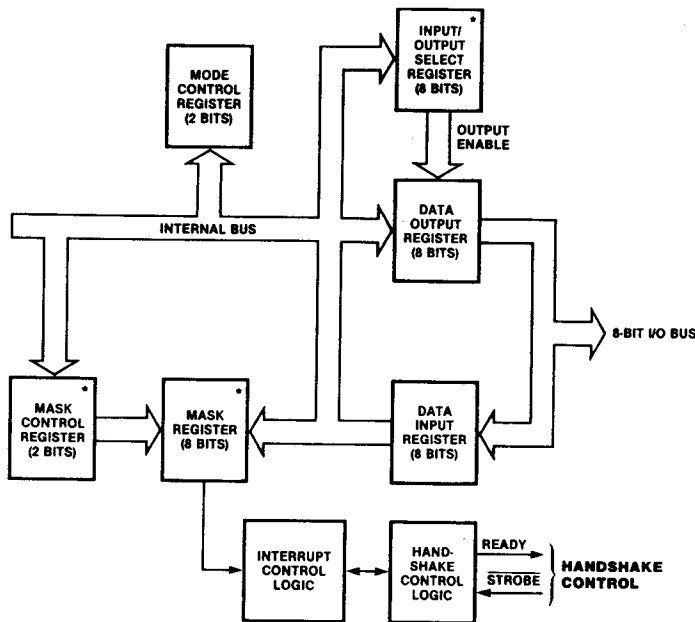 INPUT/ *
OUTPUT
SELECT
REGISTER
(8 BITS)
MODE
CONTROL
REGISTER
(2 BITS)
OUTPUT
ENABLE
INTERNAL BUS
DATA
OUTPUT
REGISTER
(8 BITS)
8-BIT I/O BUS
*
MASK
CONTROL
REGISTER
(2 BITS)
*
MASK
REGISTER
(8 BITS)
DATA
INPUT
REGISTER
(8 BITS)
INTERRUPT
CONTROL
LOGIC
HAND-
SHAKE
CONTROL
LOGIC
READY
STROBE
HANDSHAKE
CONTROL